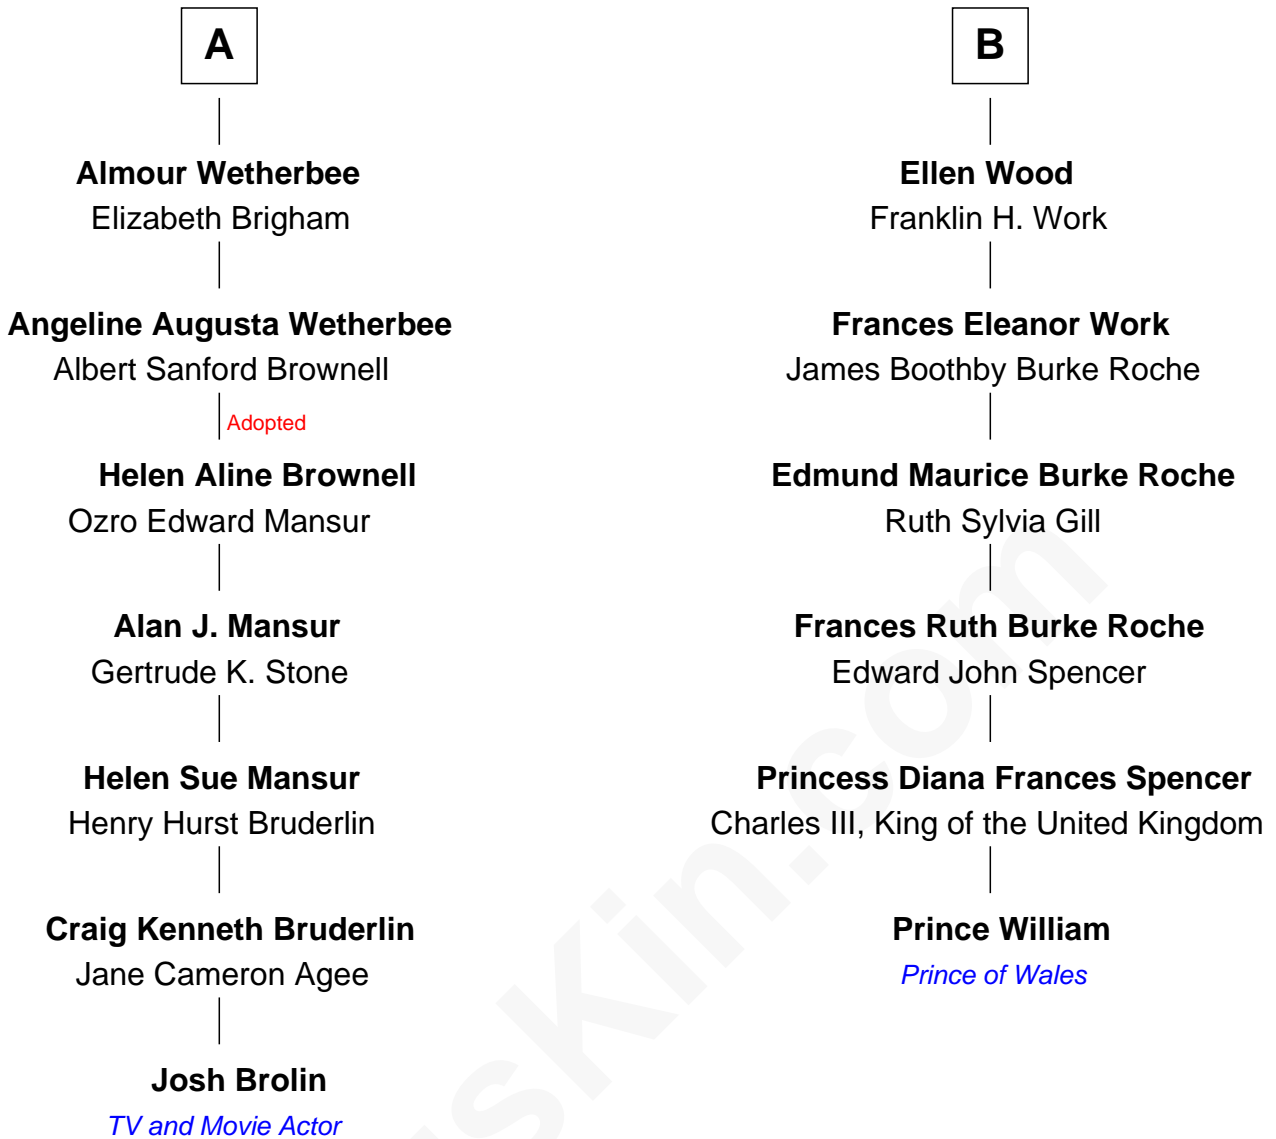 A
Almour Wetherbee
Elizabeth Brigham
Angeline Augusta Wetherbee
Albert Sanford Brownell
Adopted
Helen Aline Brownell
Ozro Edward Mansur
Alan J. Mansur
Gertrude K. Stone
Helen Sue Mansur
Henry Hurst Bruderlin
Craig Kenneth Bruderlin
Jane Cameron Agee
Josh Brolin
TV and Movie Actor
B
Ellen Wood
Franklin H. Work
Frances Eleanor Work
James Boothby Burke Roche
Edmund Maurice Burke Roche
Ruth Sylvia Gill
Frances Ruth Burke Roche
Edward John Spencer
Princess Diana Frances Spencer
Charles III, King of the United Kingdom
Prince William
Prince of Wales
usKin.com